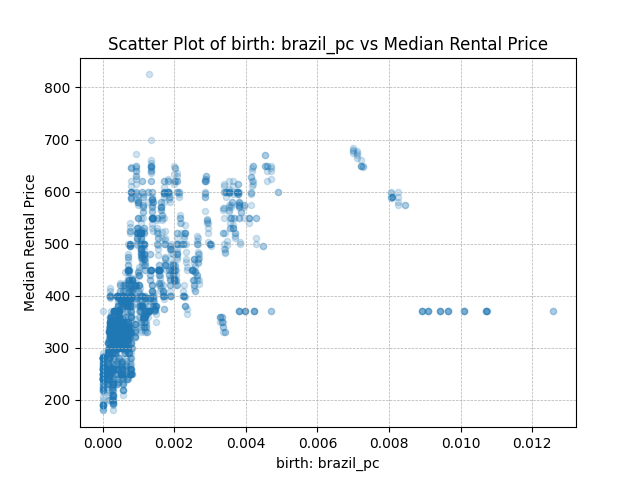 Scatter Plot of birth: brazil_pc vs Median Rental Price
800
700
600
500
400
300
200
Median Rental Price
0.000 0.002 0.004 0.006 0.008 0.010 0.012
birth: brazil_pc